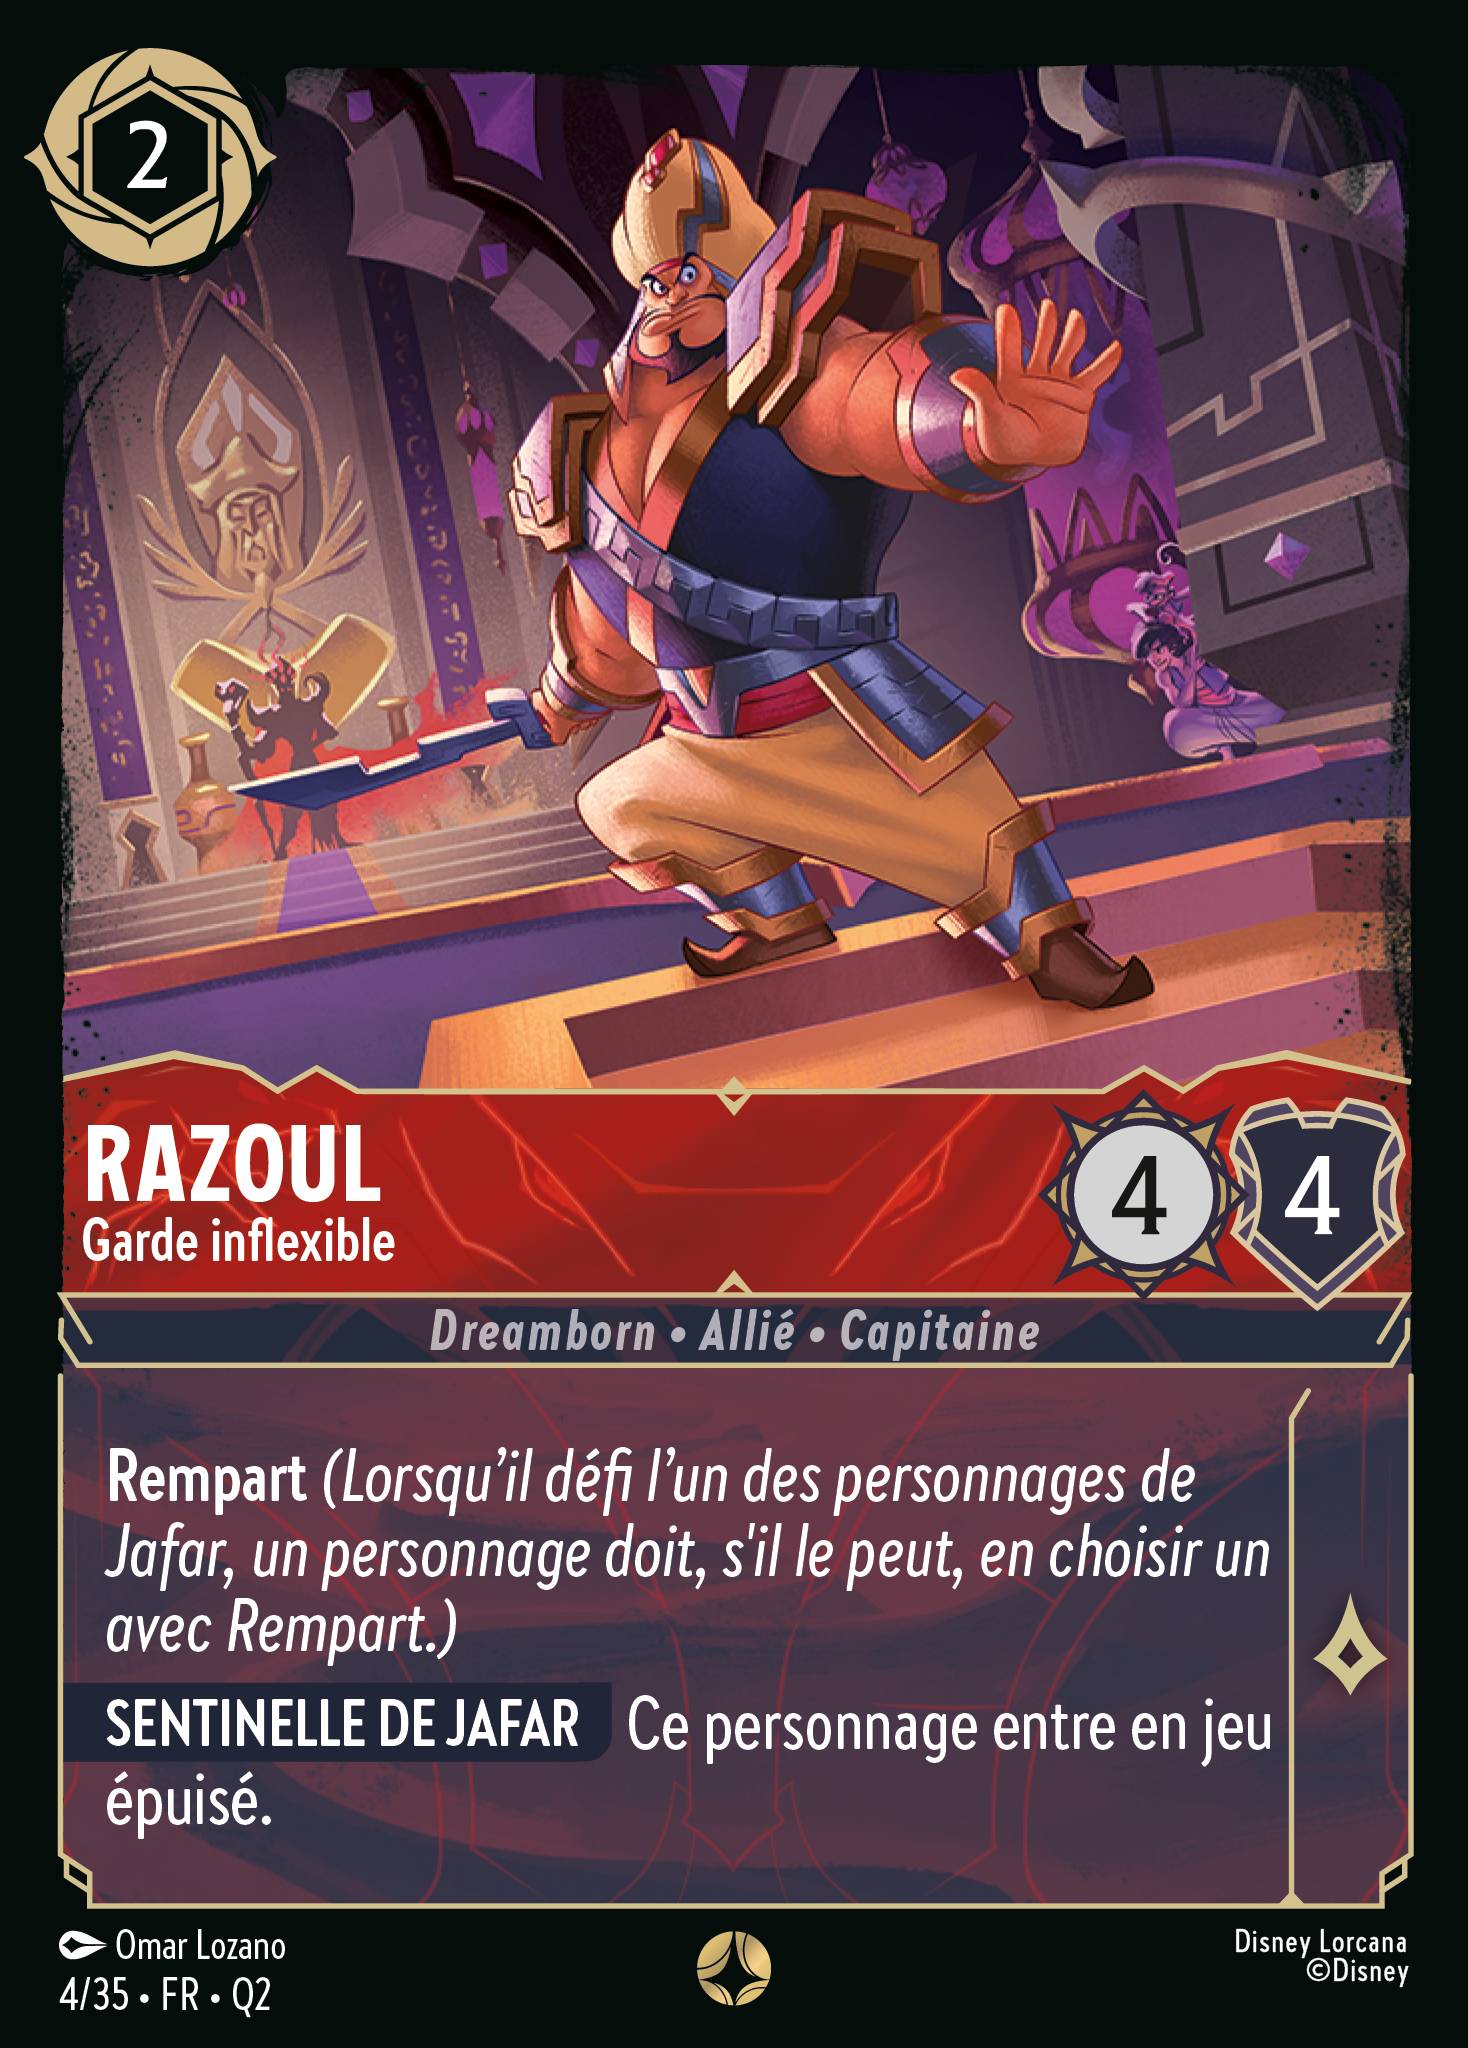 2
RAZOUL
Garde inflexible
4
4
Dreamborn • Allié • Capitaine
Rempart (Lorsqu’il défi l’un des personnages de
Jafar, un personnage doit, s'il le peut, en choisir un
avec Rempart.)
SENTINELLE DE JAFAR Ce personnage entre en jeu
épuisé.
Omar Lozano
4/35 • FR • Q2
Disney Lorcana
©Disney